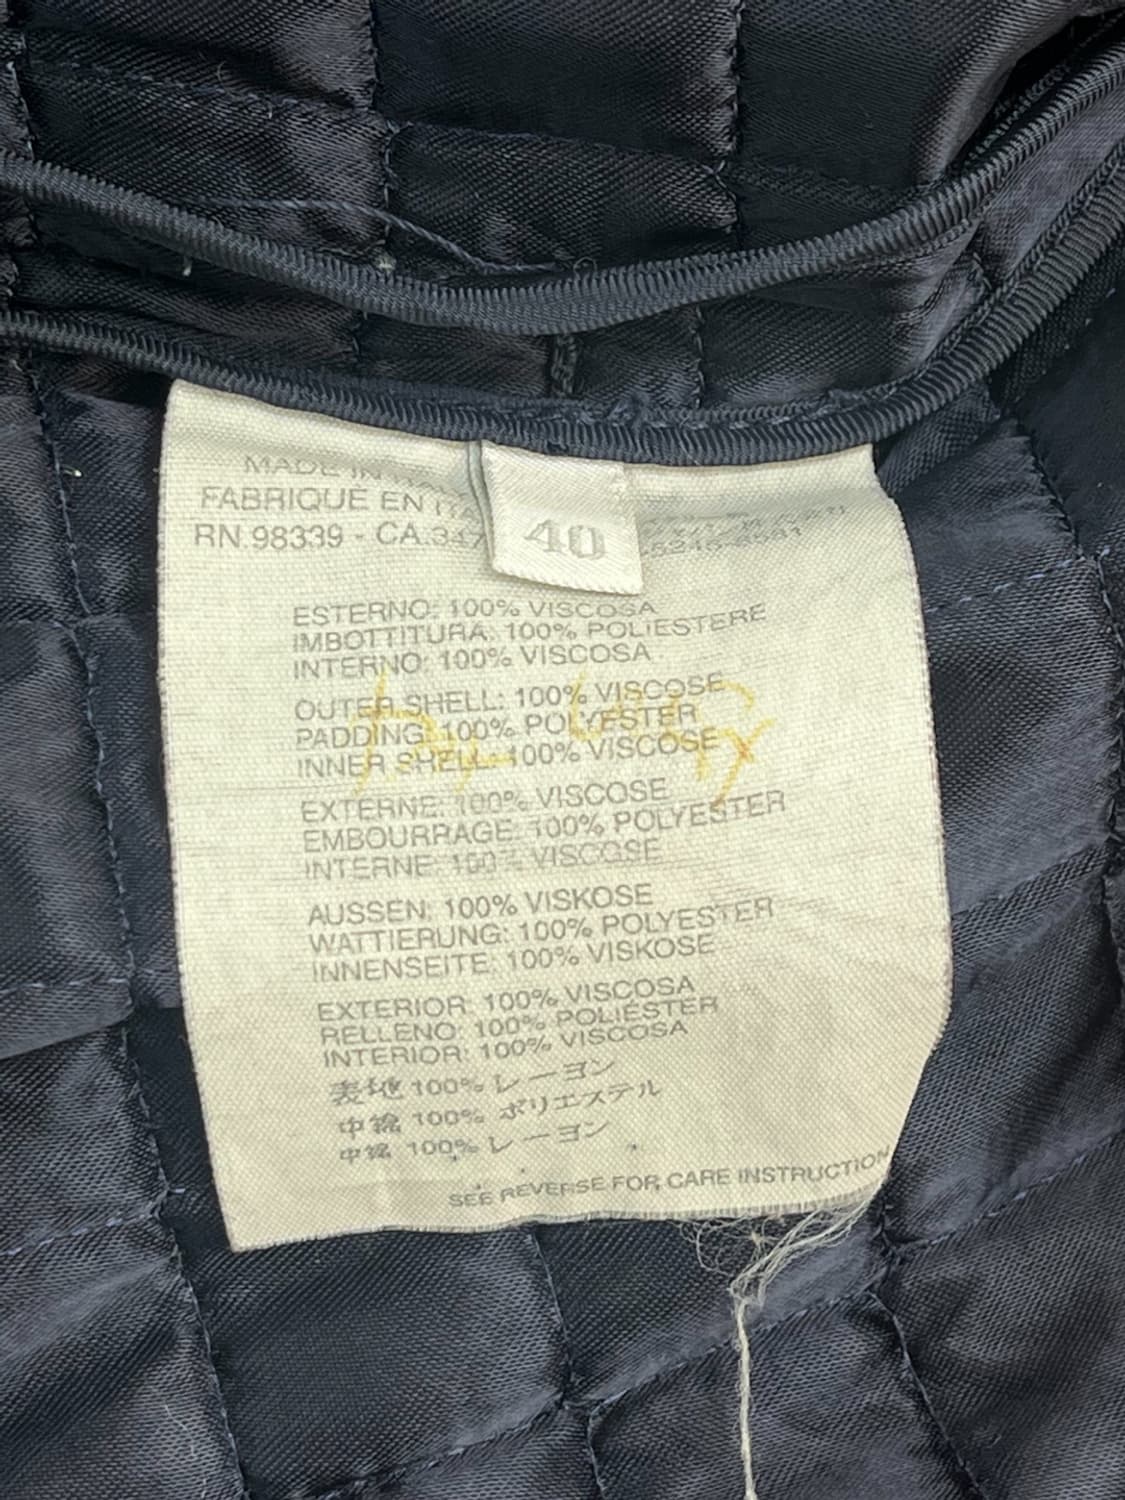 MADE IN
FABRIQUE EN
RN.98339 - CA.347
40
ESTERNO: 100% VISCOSA
IMBOTTITURA: 100% POLIESTERE
INTERNO: 100% VISCOSA
OUTER SHELL: 100% VISCOSE
PADDING: 100% POLYESTER
INNER SHELL: 100% VISCOSE
EXTERNE: 100% VISCOSE
EMBOURRAGE: 100% POLYESTER
INTERNE: 100% VISCOSE
AUSSEN: 100% VISKOSE
WATTIERUNG: 100% POLYESTER
INNENSEITE: 100% VISKOSE
EXTERIOR: 100% VISCOSA
RELLENO: 100% POLIÉSTER
INTERIOR: 100% VISCOSA
表地 100% レーヨン
中綿 100% ポリエステル
中綿 100% レーヨン
SEE REVERSE FOR CARE INSTRUCTION